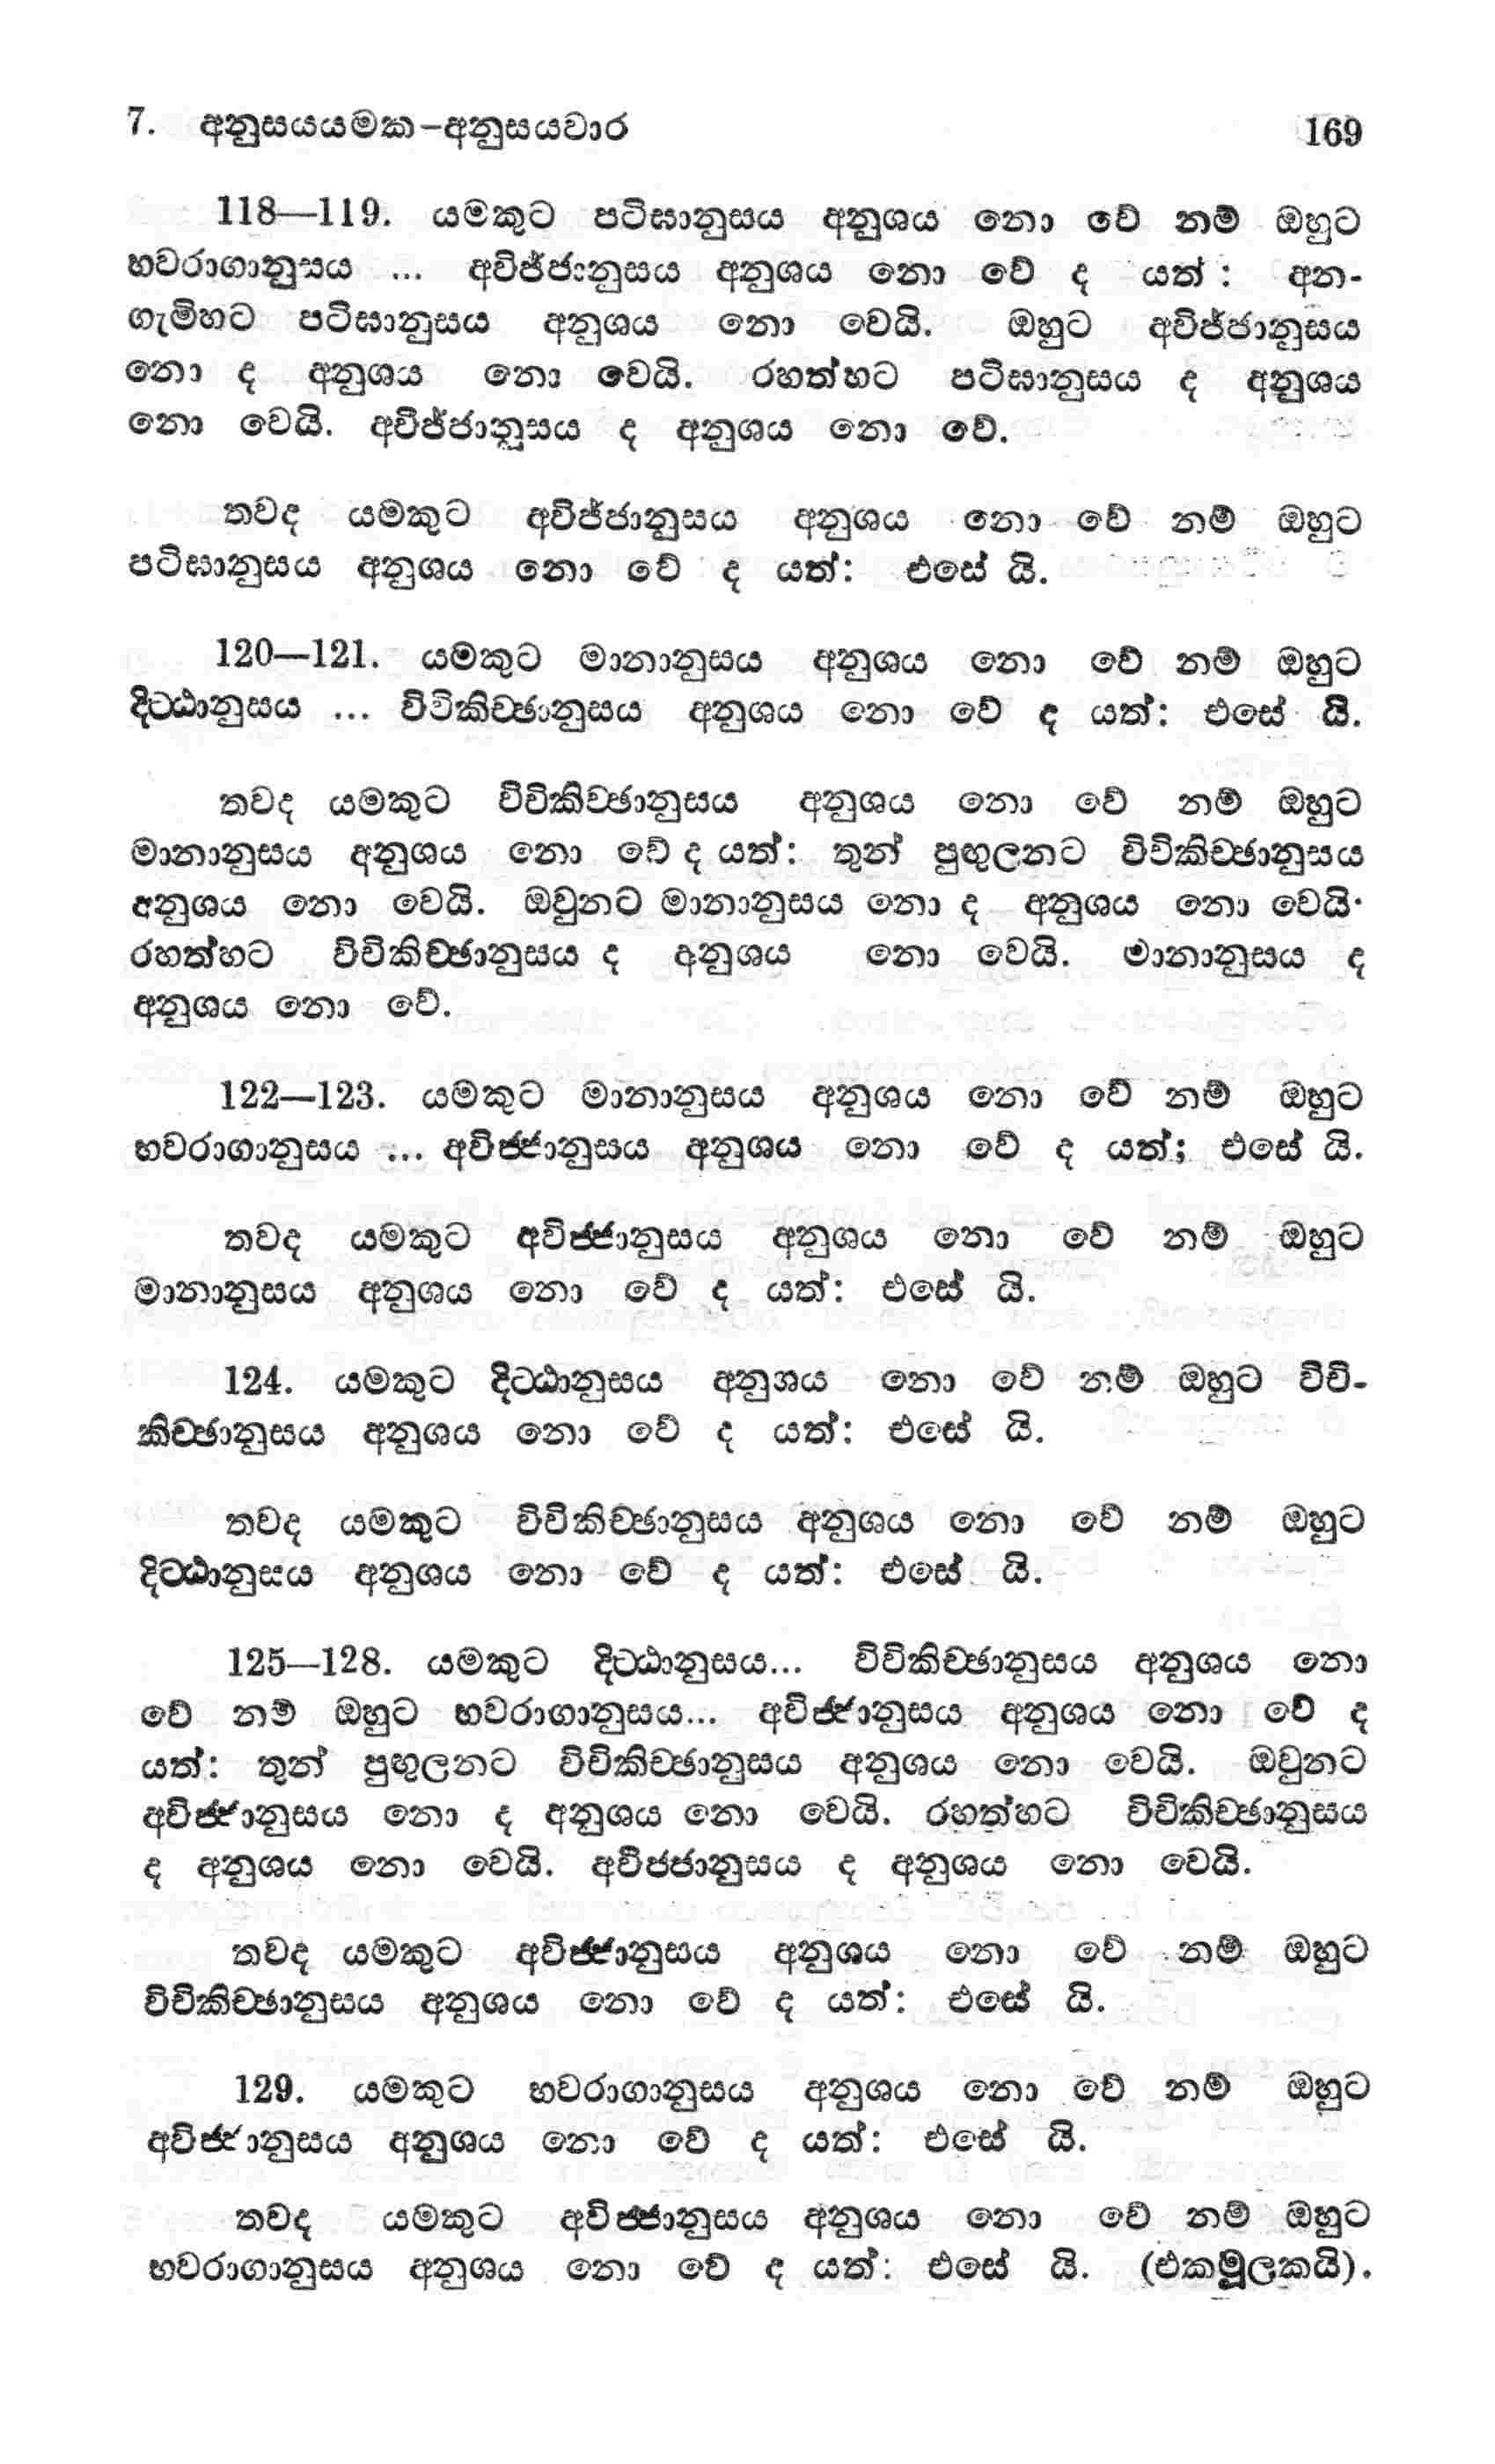 7. අනුසයයමක–අනුසයවාර 169
118—119. යමකුට පටිඝානුසය අනුශය නො වේ නම් ඔහුට
භවරාගානුසය ... අවිජ්ජානුසය අනුශය නො වේ ද යත් : අන-
ගැමිහට පටිඝානුසය අනුශය නො වෙයි. ඔහුට අවිජ්ජානුසය
නො ද අනුශය නො වෙයි. රහත්හට පටිඝානුසය ද අනුශය
නො වෙයි. අවිජ්ජානුසය ද අනුශය නො වේ.
තවද යමකුට අවිජ්ජානුසය අනුශය නො වේ නම් ඔහුට
පටිඝානුසය අනුශය නො වේ ද යත්: එසේ යි.
120—121. යමකුට මානානුසය අනුශය නො වේ නම් ඔහුට
දිට්ඨානුසය ... විචිකිච්ඡානුසය අනුශය නො වේ ද යත්: එසේ යි.
තවද යමකුට විචිකිච්ඡානුසය අනුශය නො වේ නම් ඔහුට
මානානුසය අනුශය නො වේ ද යත්: තුන් පුඟුලනට විචිකිච්ඡානුසය
අනුශය නො වෙයි. ඔවුනට මානානුසය නො ද අනුශය නො වෙයි.
රහත්හට විචිකිච්ඡානුසය ද අනුශය නො වෙයි. මානානුසය ද
අනුශය නො වේ.
122—123. යමකුට මානානුසය අනුශය නො වේ නම් ඔහුට
භවරාගානුසය ... අවිජ්ජානුසය අනුශය නො වේ ද යත්; එසේ යි.
තවද යමකුට අවිජ්ජානුසය අනුශය නො වේ නම් ඔහුට
මානානුසය අනුශය නො වේ ද යත්: එසේ යි.
124. යමකුට දිට්ඨානුසය අනුශය නො වේ නම් ඔහුට විචි-
කිච්ඡානුසය අනුශය නො වේ ද යත්: එසේ යි.
තවද යමකුට විචිකිච්ඡානුසය අනුශය නො වේ නම් ඔහුට
දිට්ඨානුසය අනුශය නො වේ ද යත්: එසේ යි.
125—128. යමකුට දිට්ඨානුසය... විචිකිච්ඡානුසය අනුශය නො
වේ නම් ඔහුට භවරාගානුසය... අවිජ්ජානුසය අනුශය නො වේ ද
යත්: තුන් පුඟුලනට විචිකිච්ඡානුසය අනුශය නො වෙයි. ඔවුනට
අවිජ්ජානුසය නො ද අනුශය නො වෙයි. රහත්හට විචිකිච්ඡානුසය
ද අනුශය නො වෙයි. අවිජජානුසය ද අනුශය නො වෙයි.
තවද යමකුට අවිජ්ජානුසය අනුශය නො වේ නම් ඔහුට
විචිකිච්ඡානුසය අනුශය නො වේ ද යත්: එසේ යි.
129. යමකුට භවරාගානුසය අනුශය නො වේ නම් ඔහුට
අවිජ්ජානුසය අනුශය නො වේ ද යත්: එසේ යි.
තවද යමකුට අවිජ්ජානුසය අනුශය නො වේ නම් ඔහුට
භවරාගානුසය අනුශය නො වේ ද යත්: එසේ යි. (එකමූලකයි).